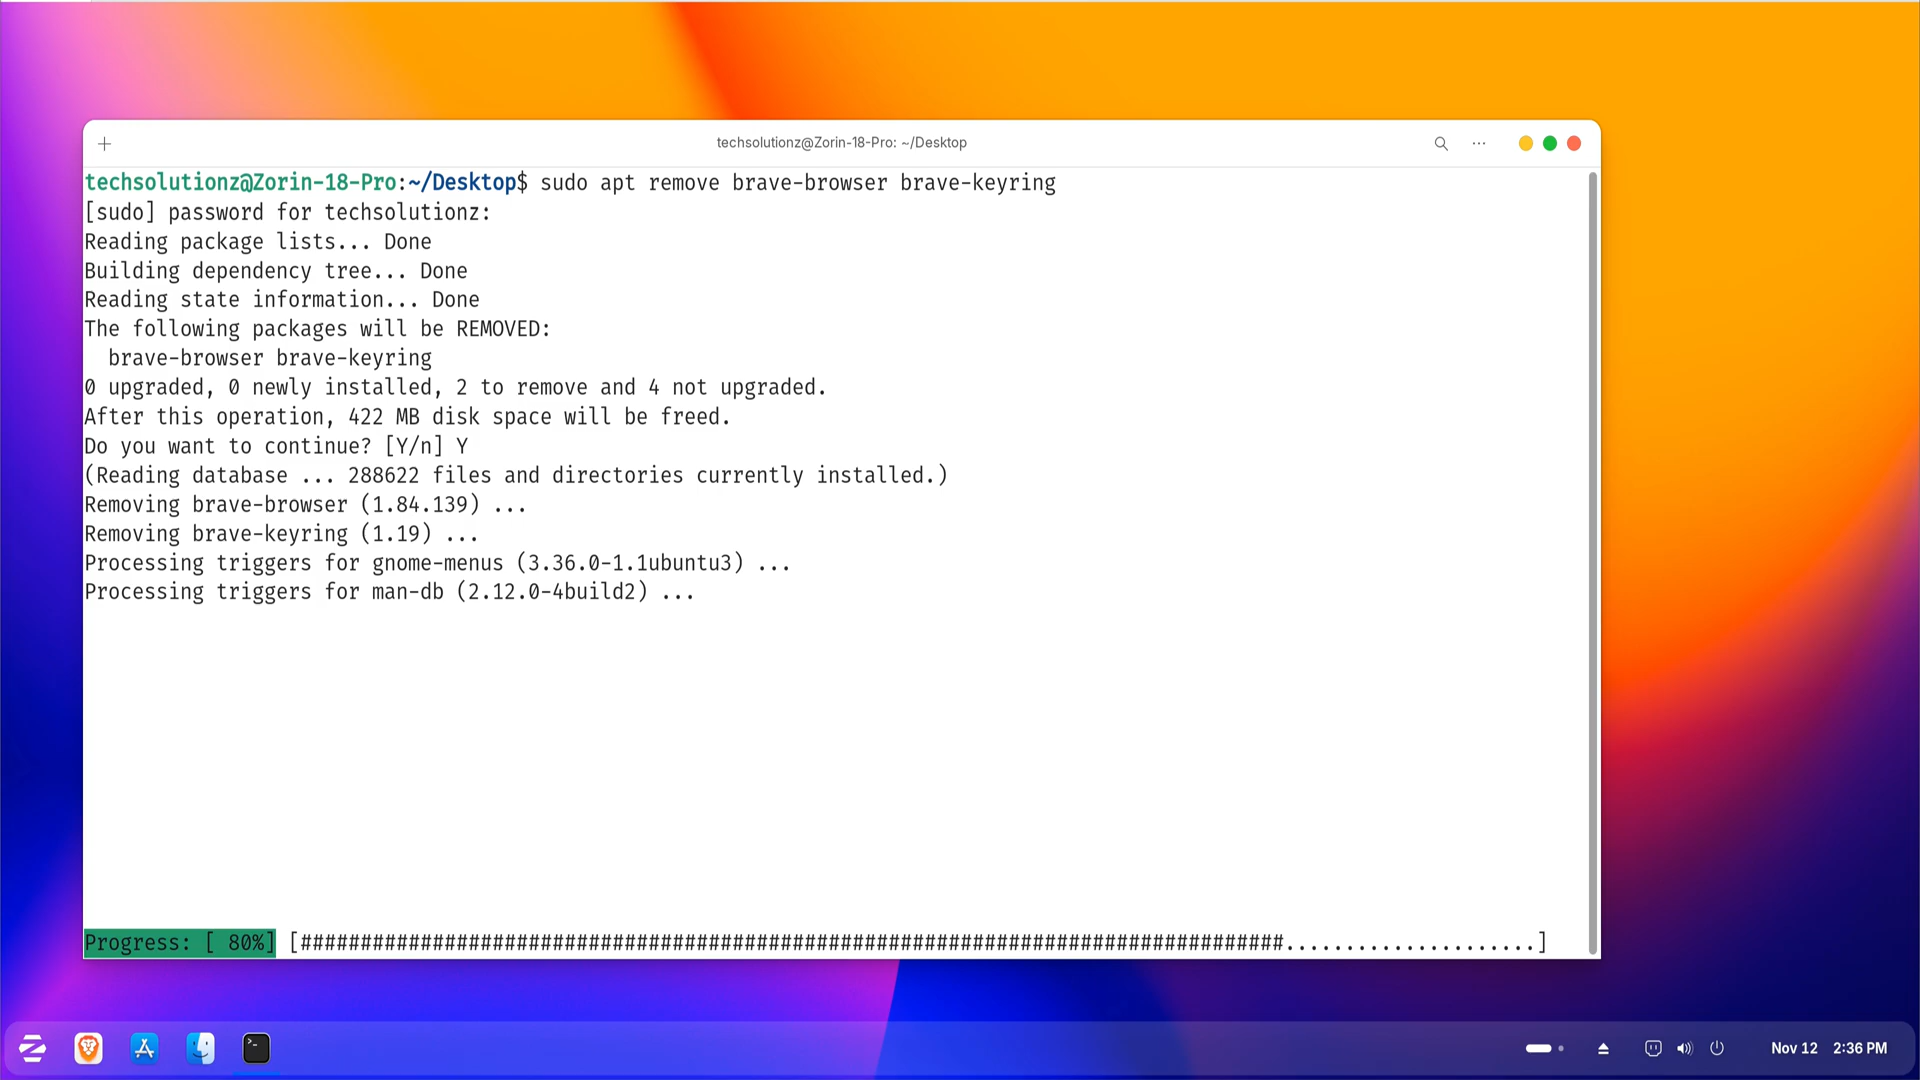 techsolutionz@Zorin-18-Pro: ~/Desktop
techsolutionz@Zorin-18-Pro:~/Desktop$ sudo apt remove brave-browser brave-keyring
[sudo] password for techsolutionz:
Reading package lists... Done
Building dependency tree... Done
Reading state information... Done
The following packages will be REMOVED:
  brave-browser brave-keyring
0 upgraded, 0 newly installed, 2 to remove and 4 not upgraded.
After this operation, 422 MB disk space will be freed.
Do you want to continue? [Y/n] Y
(Reading database ... 288622 files and directories currently installed.)
Removing brave-browser (1.84.139) ...
Removing brave-keyring (1.19) ...
Processing triggers for gnome-menus (3.36.0-1.1ubuntu3) ...
Processing triggers for man-db (2.12.0-4build2) ...
Progress: [ 80%] [##################################################################################.....................]
Nov 12 2:36 PM